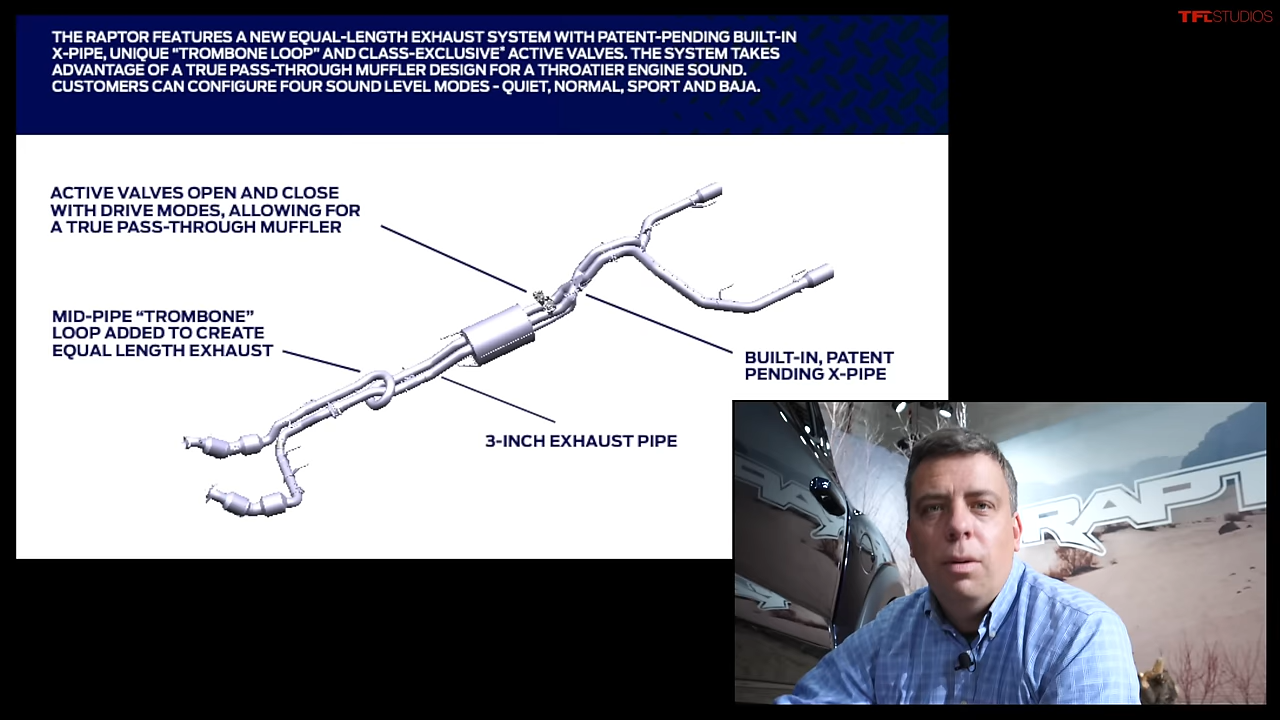 TFLSTUDIOS
THE RAPTOR FEATURES A NEW EQUAL-LENGTH EXHAUST SYSTEM WITH PATENT-PENDING BUILT-IN
X-PIPE, UNIQUE “TROMBONE LOOP” AND CLASS-EXCLUSIVE* ACTIVE VALVES. THE SYSTEM TAKES
ADVANTAGE OF A TRUE PASS-THROUGH MUFFLER DESIGN FOR A THROATIER ENGINE SOUND.
CUSTOMERS CAN CONFIGURE FOUR SOUND LEVEL MODES - QUIET, NORMAL, SPORT AND BAJA.
ACTIVE VALVES OPEN AND CLOSE
WITH DRIVE MODES, ALLOWING FOR
A TRUE PASS-THROUGH MUFFLER
MID-PIPE “TROMBONE”
LOOP ADDED TO CREATE
EQUAL LENGTH EXHAUST
BUILT-IN, PATENT
PENDING X-PIPE
3-INCH EXHAUST PIPE
RAPT